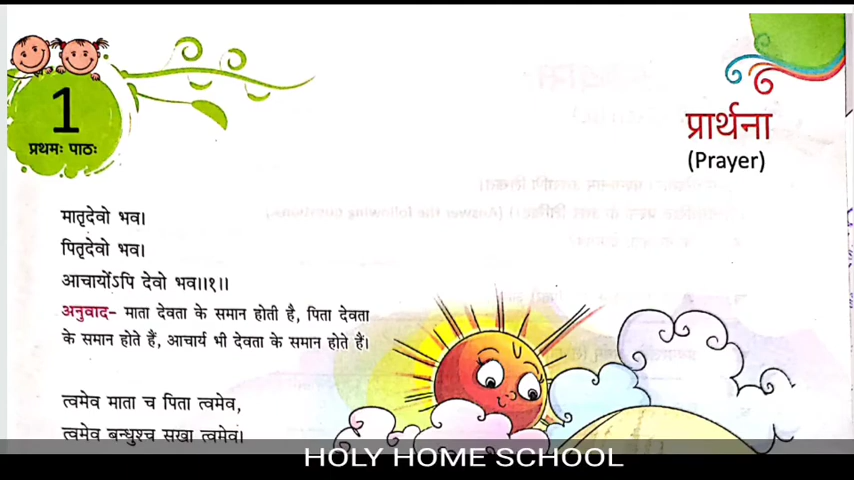 1
प्रथमः पाठः
प्रार्थना
(Prayer)
मातृदेवो भव।
पितृदेवो भव।
आचार्योऽपि देवो भव॥१॥
अनुवाद- माता देवता के समान होती है, पिता देवता
के समान होते हैं, आचार्य भी देवता के समान होते हैं।
त्वमेव माता च पिता त्वमेव,
त्वमेव बन्धुश्च सखा त्वमेव।
HOLY HOME SCHOOL